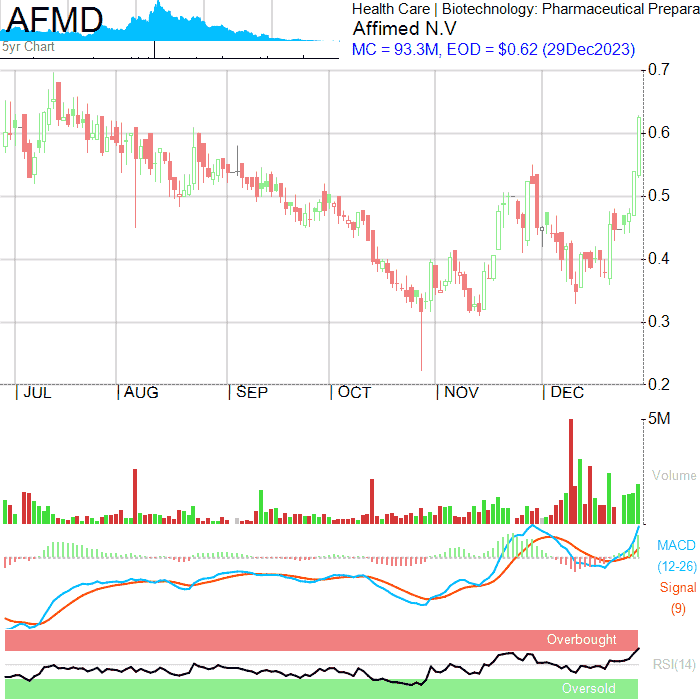 AFMD
5yr Chart
Health Care | Biotechnology: Pharmaceutical Prepara
Affimed N.V
MC = 93.3M, EOD = $0.62 (29Dec2023)
0.7
0.6
0.5
0.4
0.3
0.2
|JUL |AUG |SEP |OCT |NOV |DEC
5M
Volume
MACD
(12-26)
Signal
(9)
Overbought
RSI(14)
Oversold